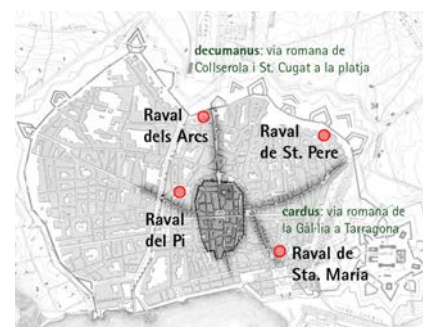 decumanus: via romana de
Collserola i St. Cugat a la platja
Raval
dels Arcs
Raval
de St. Pere
Raval
del Pi
cardus: via romana de
la Gàl·lia a Tarragona
Raval de
Sta. Maria